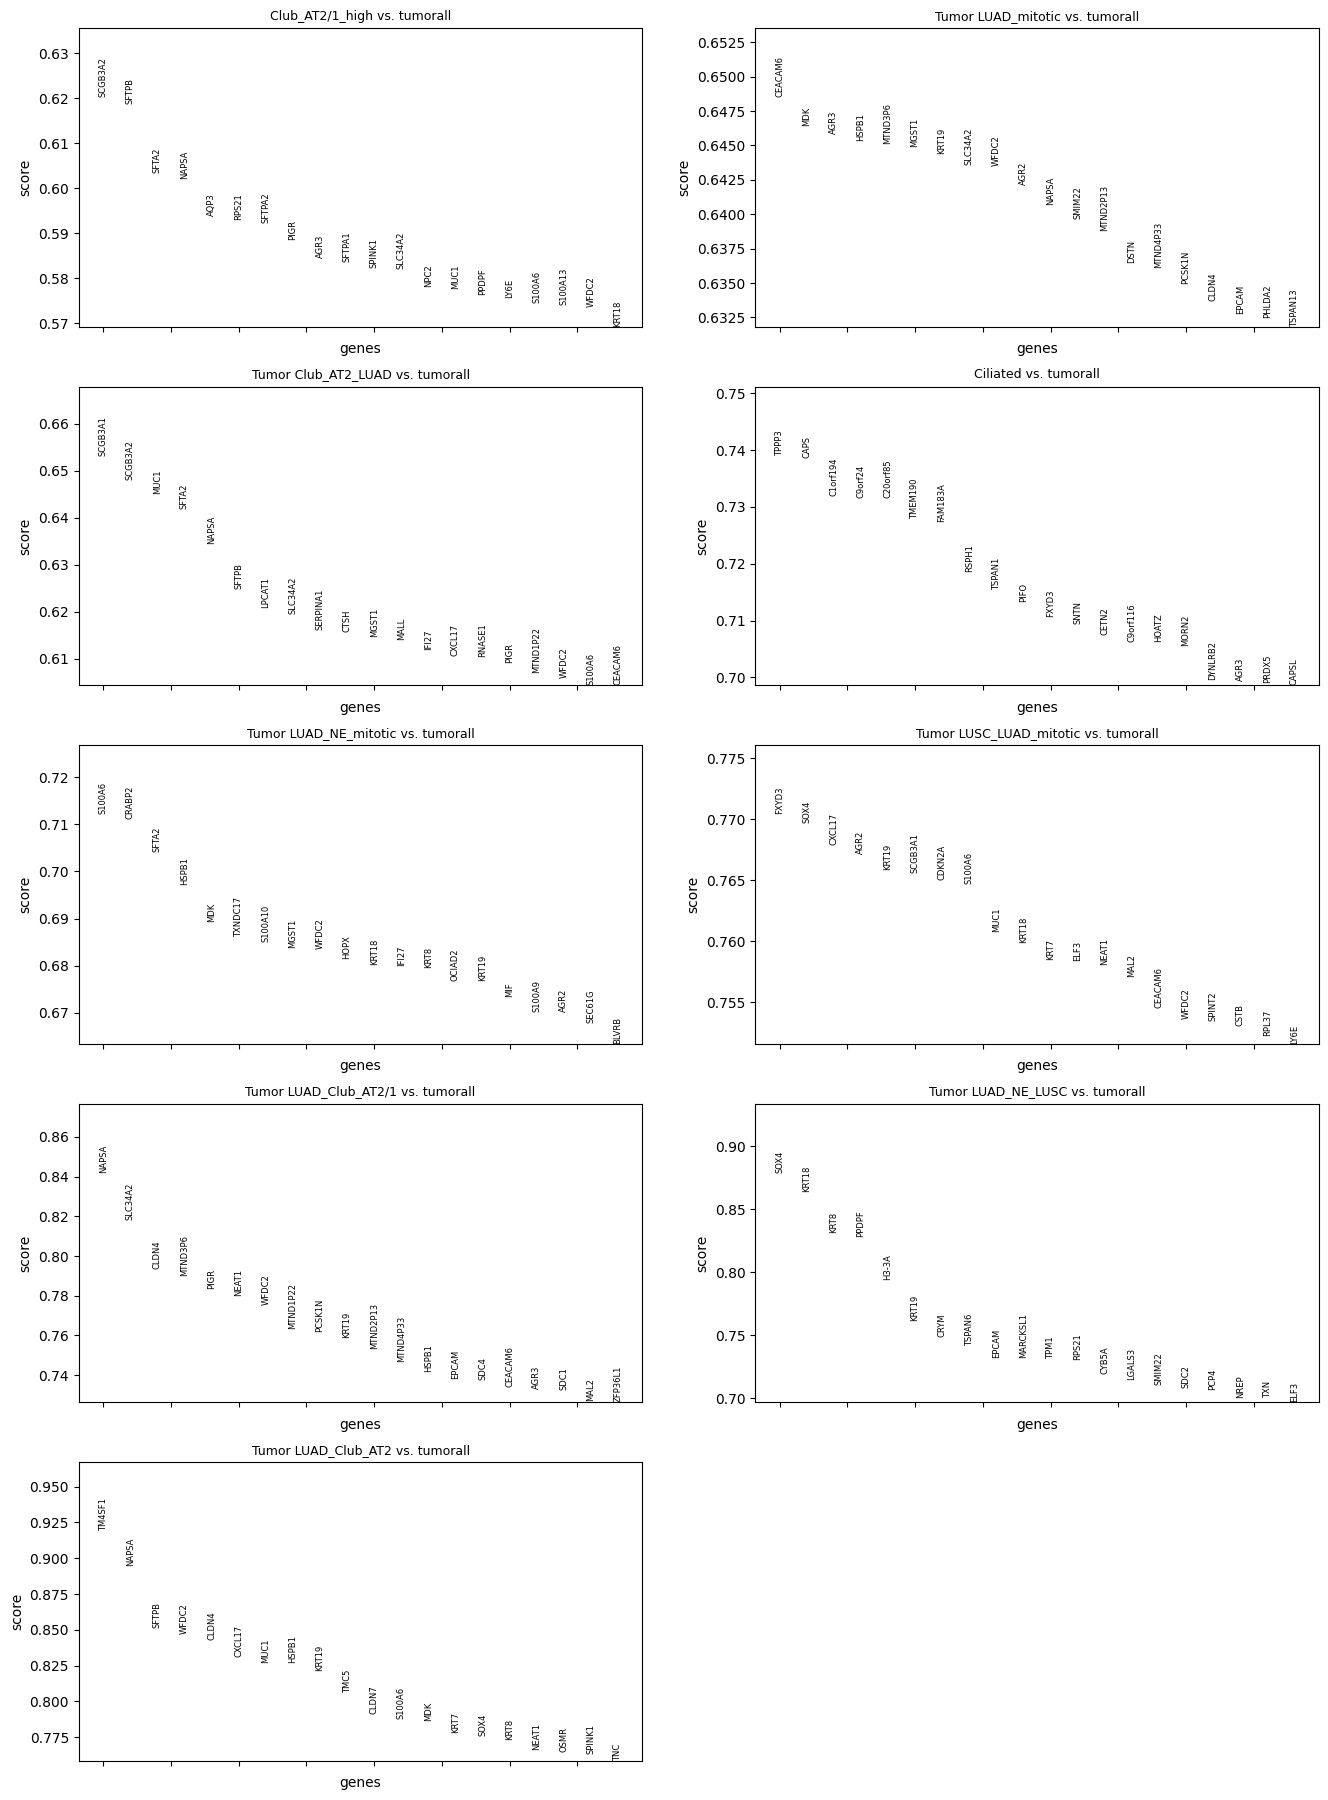 Club_AT2/1_high vs. tumorall
score
0.63
0.62
0.61
0.60
0.59
0.58
0.57
SCGB3A2
SFTPB
SFTA2
NAPSA
AQP3
RPS21
SFTPA2
PIGR
AGR3
SFTPA1
SPINK1
SLC34A2
NPC2
MUC1
PPDPF
LY6E
S100A6
S100A13
WFDC2
KRT18
genes
Tumor LUAD_mitotic vs. tumorall
score
0.6525
0.6500
0.6475
0.6450
0.6425
0.6400
0.6375
0.6350
0.6325
CEACAM6
MDK
AGR3
HSPB1
MTND3P6
MGST1
KRT19
SLC34A2
WFDC2
AGR2
NAPSA
SMIM22
MTND2P13
DSTN
MTND4P33
PCSK1N
CLDN4
EPCAM
PHLDA2
TSPAN13
genes
Tumor Club_AT2_LUAD vs. tumorall
score
0.66
0.65
0.64
0.63
0.62
0.61
SCGB3A1
SCGB3A2
MUC1
SFTA2
NAPSA
SFTPB
LPCAT1
SLC34A2
SERPINA1
CTSH
MGST1
MALL
IFI27
CXCL17
RNASE1
PIGR
MTND1P22
WFDC2
S100A6
CEACAM6
genes
Ciliated vs. tumorall
score
0.75
0.74
0.73
0.72
0.71
0.70
TPPP3
CAPS
C1orf194
C9orf24
C20orf85
TMEM190
FAM183A
RSPH1
TSPAN1
PIFO
FXYD3
SNTN
CETN2
C9orf116
HOATZ
MORN2
DYNLRB2
AGR3
PRDX5
CAPSL
genes
Tumor LUAD_NE_mitotic vs. tumorall
score
0.72
0.71
0.70
0.69
0.68
0.67
S100A6
CRABP2
SFTA2
HSPB1
MDK
TXNDC17
S100A10
MGST1
WFDC2
HOPX
KRT18
IFI27
KRT8
OCIAD2
KRT19
MIF
S100A9
AGR2
SEC61G
BLVRB
genes
Tumor LUSC_LUAD_mitotic vs. tumorall
score
0.775
0.770
0.765
0.760
0.755
FXYD3
SOX4
CXCL17
AGR2
KRT19
SCGB3A1
CDKN2A
S100A6
MUC1
KRT18
KRT7
ELF3
NEAT1
MAL2
CEACAM6
WFDC2
SPINT2
CSTB
RPL37
LY6E
genes
Tumor LUAD_Club_AT2/1 vs. tumorall
score
0.86
0.84
0.82
0.80
0.78
0.76
0.74
NAPSA
SLC34A2
CLDN4
MTND3P6
PIGR
NEAT1
WFDC2
MTND1P22
PCSK1N
KRT19
MTND2P13
MTND4P33
HSPB1
EPCAM
SDC4
CEACAM6
AGR3
SDC1
MAL2
ZFP36L1
genes
Tumor LUAD_NE_LUSC vs. tumorall
score
0.90
0.85
0.80
0.75
0.70
SOX4
KRT18
KRT8
PPDPF
H3-3A
KRT19
CRYM
TSPAN6
EPCAM
MARCKSL1
TPM1
RPS21
CYB5A
LGALS3
SMIM22
SDC2
PCP4
NREP
TXN
ELF3
genes
Tumor LUAD_Club_AT2 vs. tumorall
score
0.950
0.925
0.900
0.875
0.850
0.825
0.800
0.775
TM4SF1
NAPSA
SFTPB
WFDC2
CLDN4
CXCL17
MUC1
HSPB1
KRT19
TMC5
CLDN7
S100A6
MDK
KRT7
SOX4
KRT8
NEAT1
OSMR
SPINK1
TNC
genes